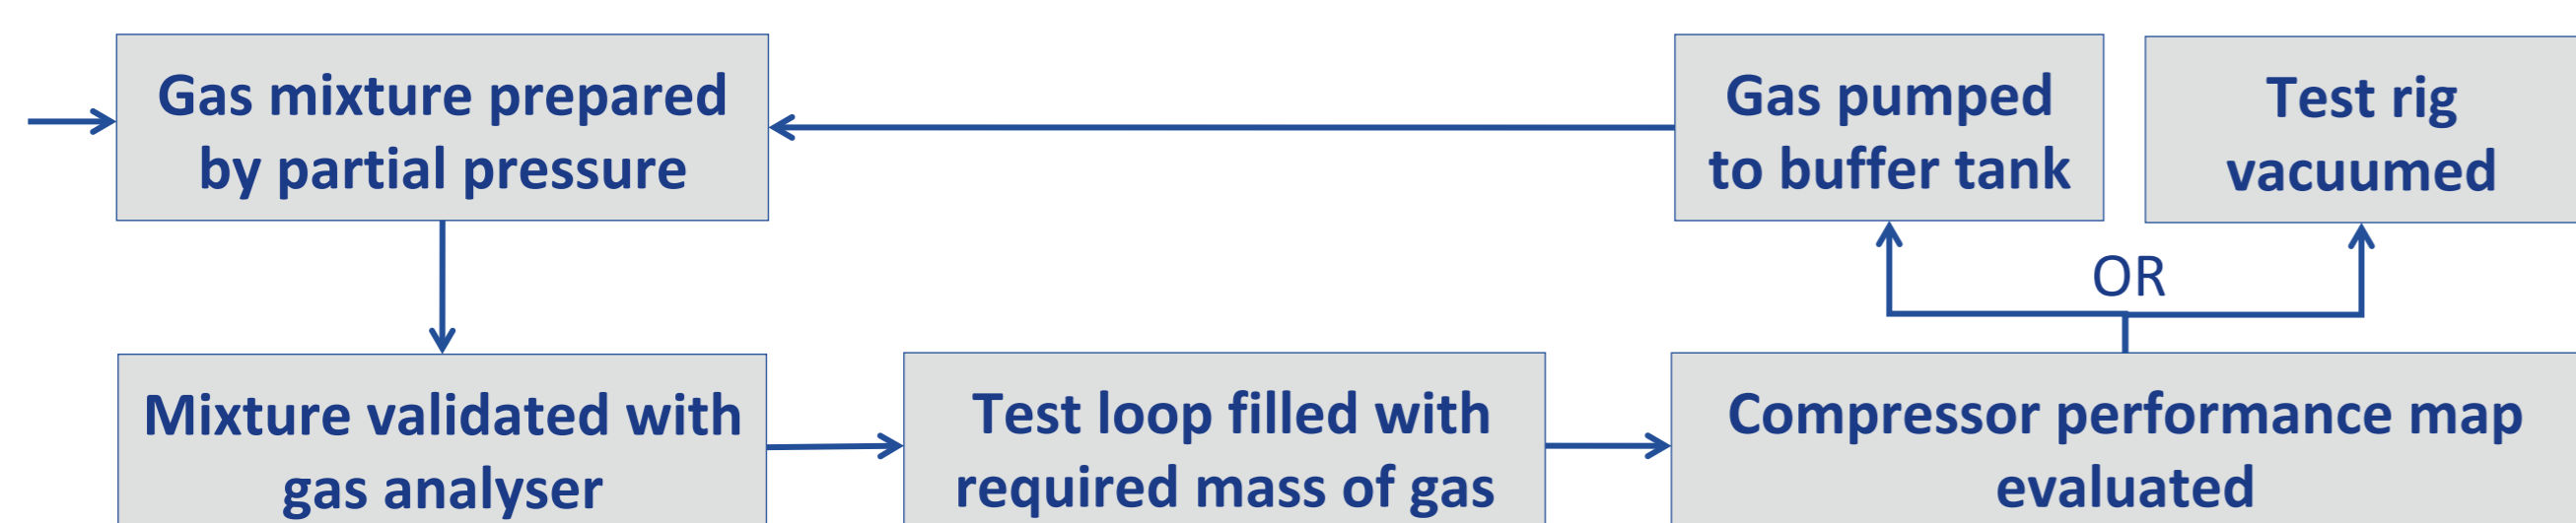 Gas mixture prepared
by partial pressure
Gas pumped
to buffer tank
Test rig
vacuumed
OR
Mixture validated with
gas analyser
Test loop filled with
required mass of gas
Compressor performance map
evaluated